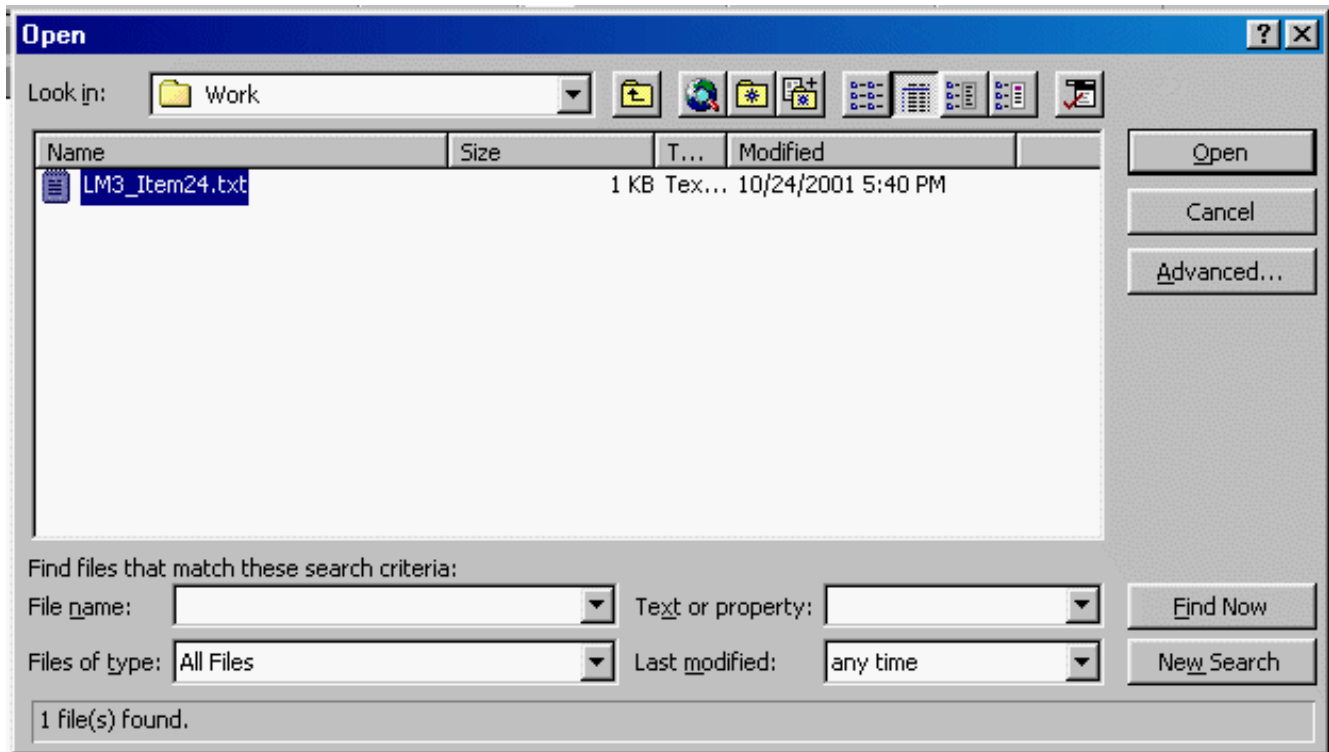 Open
Look in: Work
Name Size T... Modified
LM3_Item24.txt 1 KB Tex... 10/24/2001 5:40 PM
Open
Cancel
Advanced...
Find files that match these search criteria:
File name: Text or property: Find Now
Files of type: All Files Last modified: any time New Search
1 file(s) found.